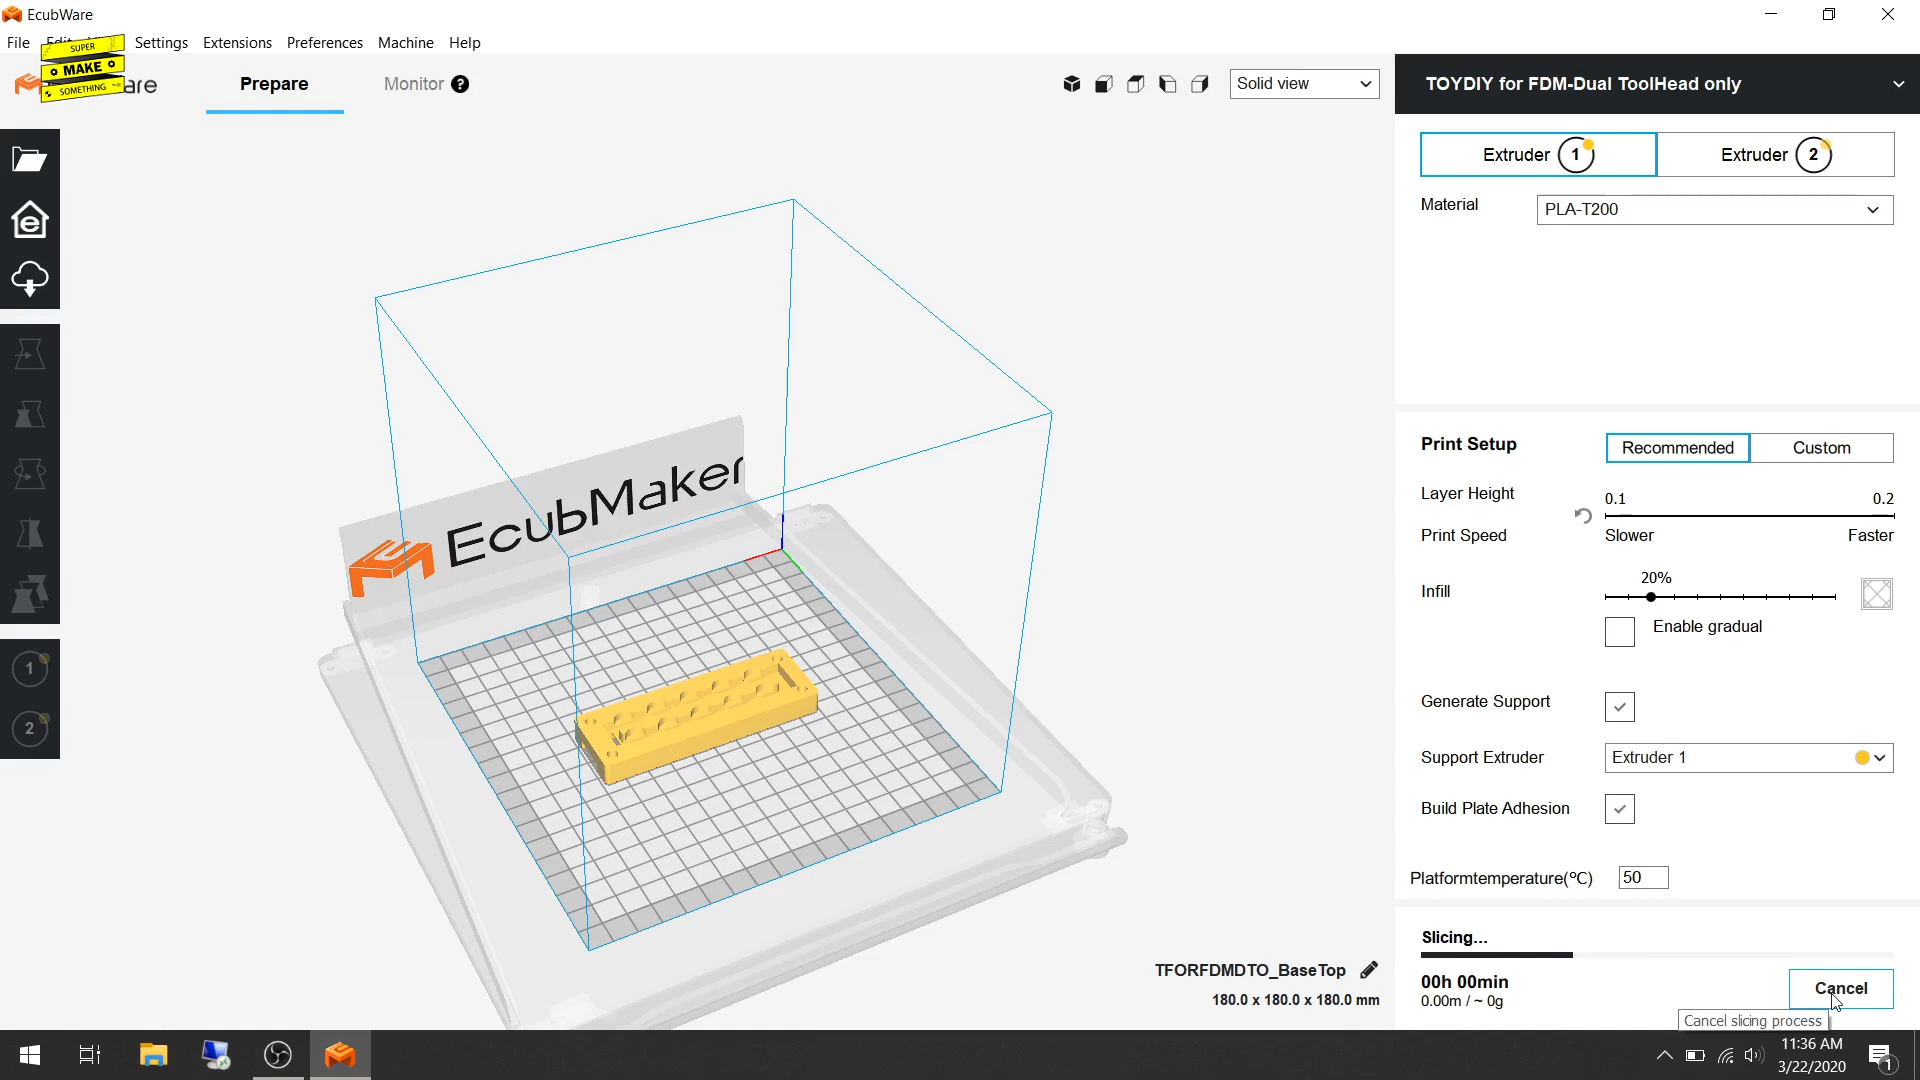 EcubWare
File Edit Settings Extensions Preferences Machine Help
SUPER
MAKE
SOMETHING
are
Prepare
Monitor ?
Solid view
TOYDIY for FDM-Dual ToolHead only
Extruder 1
Extruder 2
Material
PLA-T200
EcubMaker
Print Setup
Recommended
Custom
Layer Height
0.1
0.2
Print Speed
Slower
Faster
20%
Infill
Enable gradual
1
2
Generate Support
Support Extruder
Extruder 1
Build Plate Adhesion
Platformtemperature(°C)
50
Slicing...
TFORFDMDTO_BaseTop
180.0 x 180.0 x 180.0 mm
00h 00min
0.00m / ~ 0g
Cancel
Cancel slicing process
11:36 AM
3/22/2020
1